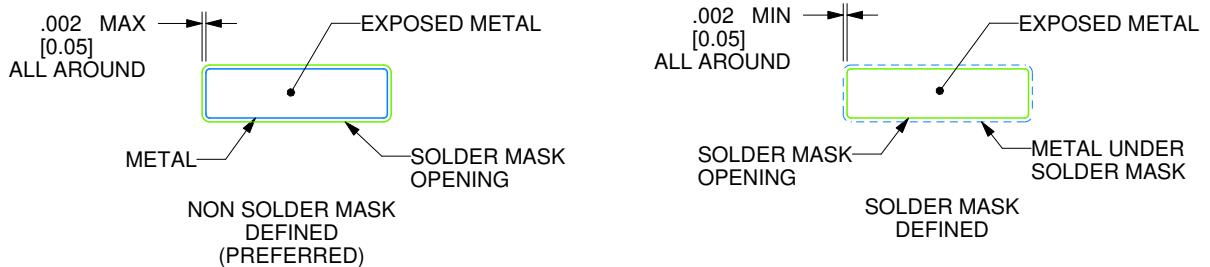 .002 MAX
[0.05]
ALL AROUND
EXPOSED METAL
METAL
SOLDER MASK
OPENING
NON SOLDER MASK
DEFINED
(PREFERRED)
.002 MIN
[0.05]
ALL AROUND
EXPOSED METAL
SOLDER MASK
OPENING
METAL UNDER
SOLDER MASK
SOLDER MASK
DEFINED